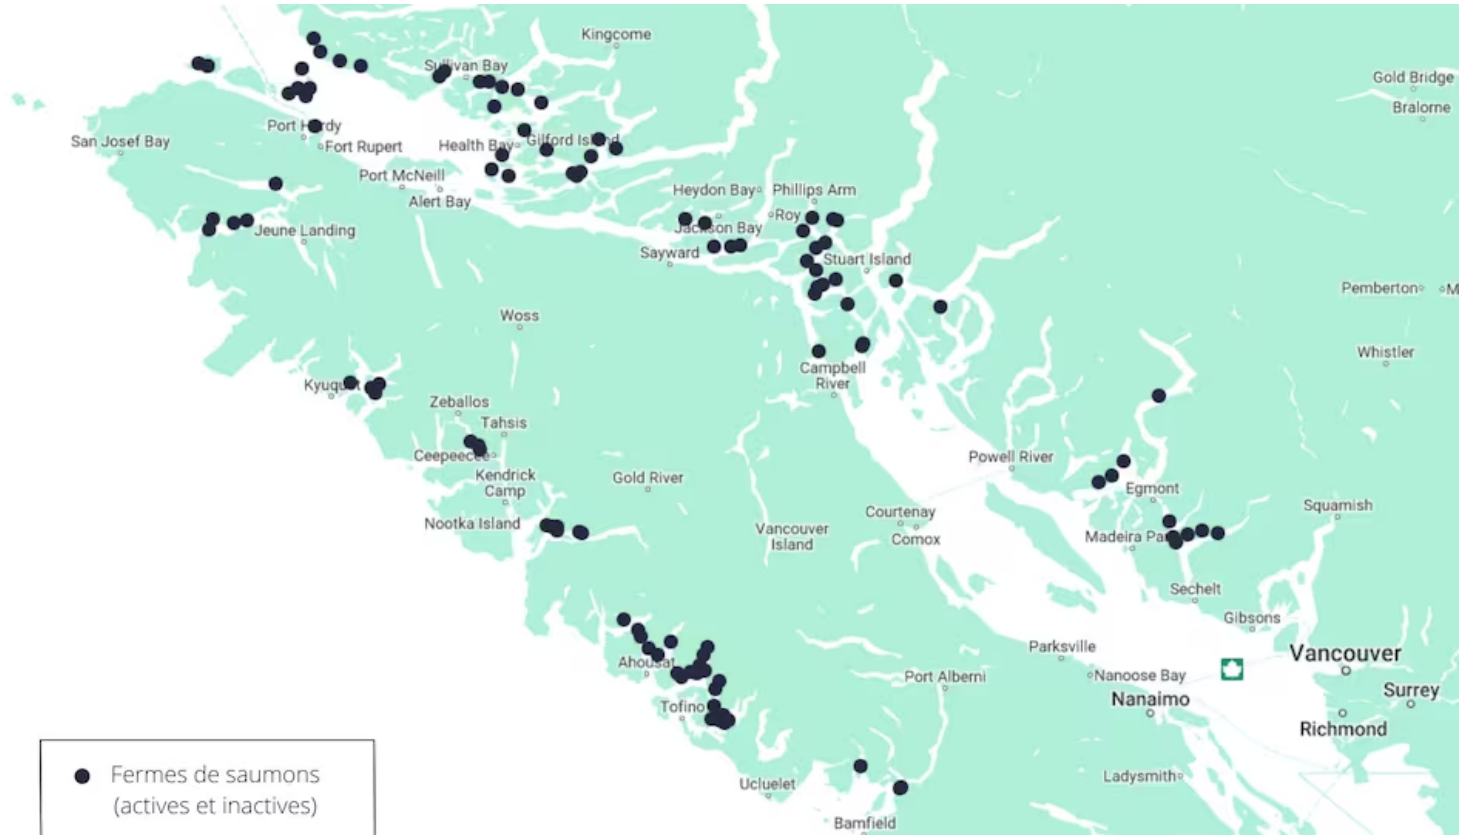 Kingcome
Sullivan Bay
Gold Bridge
Bralorne
Port Hardy
San Josef Bay
Fort Rupert
Health Bay
Gilford Island
Port McNeill
Alert Bay
Heydon Bay
Phillips Arm
Roy
Jackson Bay
Jeune Landing
Sayward
Stuart Island
Pemberton
M
Woss
Whistler
Campbell
River
Kyuquot
Zeballos
Tahsis
Ceepeecee
Powell River
Kendrick
Camp
Gold River
Egmont
Nootka Island
Courtenay
Squamish
Vancouver
Island
Comox
Madeira Pa
Sechelt
Gibsons
Parksville
Vancouver
Ahousat
Port Alberni
Nanoose Bay
Surrey
Nanaimo
Tofino
Richmond
Ladysmith
Ucluelet
Bamfield
Fermes de saumons
(actives et inactives)